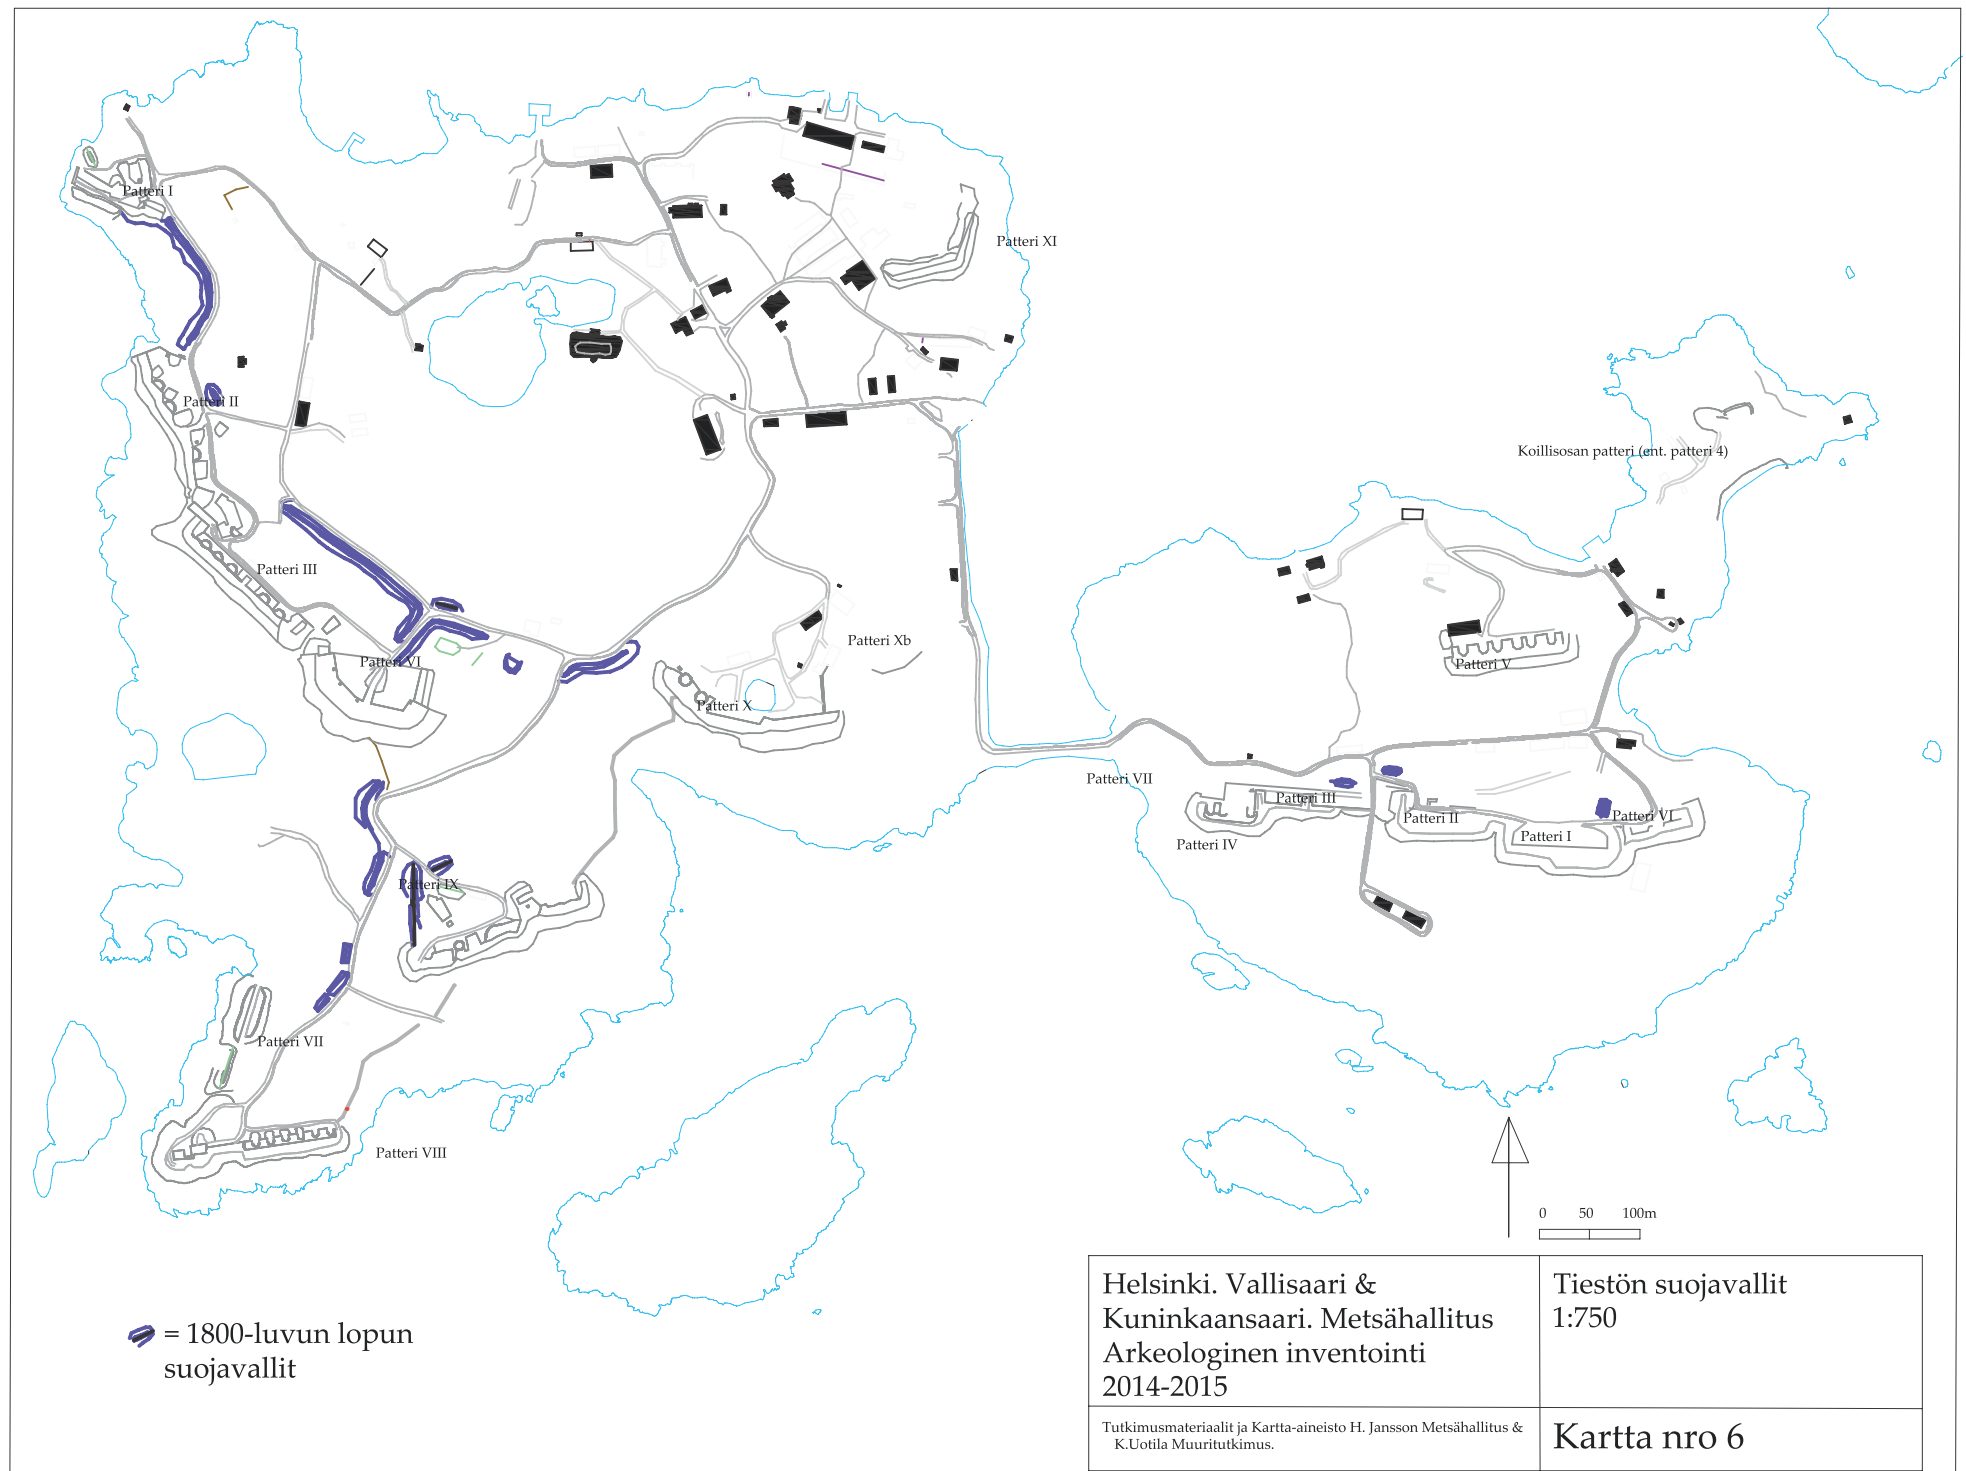 Patteri I
Patteri XI
Patteri II
Koillisosan patteri (ent. patteri 4)
Patteri III
Patteri Xb
Patteri VI
Patteri V
Patteri X
Patteri VII
Patteri III
Patteri II
Patteri VI
Patteri I
Patteri IV
Patteri IX
Patteri VII
Patteri VIII
0 50 100m
= 1800-luvun lopun
suojavallit
Helsinki. Vallisaari &
Kuninkaansaari. Metsähallitus
Arkeologinen inventointi
2014-2015
Tiestön suojavallit
1:750
Tutkimusmateriaalit ja Kartta-aineisto H. Jansson Metsähallitus &
K.Uotila Muuritutkimus.
Kartta nro 6